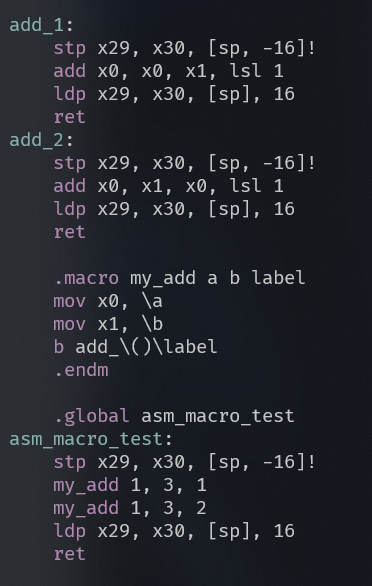 add_1:
    stp x29, x30, [sp, -16]!
    add x0, x0, x1, lsl 1
    ldp x29, x30, [sp], 16
    ret
add_2:
    stp x29, x30, [sp, -16]!
    add x0, x1, x0, lsl 1
    ldp x29, x30, [sp], 16
    ret

    .macro my_add a b label
    mov x0, \a
    mov x1, \b
    b add_\()\label
    .endm

    .global asm_macro_test
asm_macro_test:
    stp x29, x30, [sp, -16]!
    my_add 1, 3, 1
    my_add 1, 3, 2
    ldp x29, x30, [sp], 16
    ret